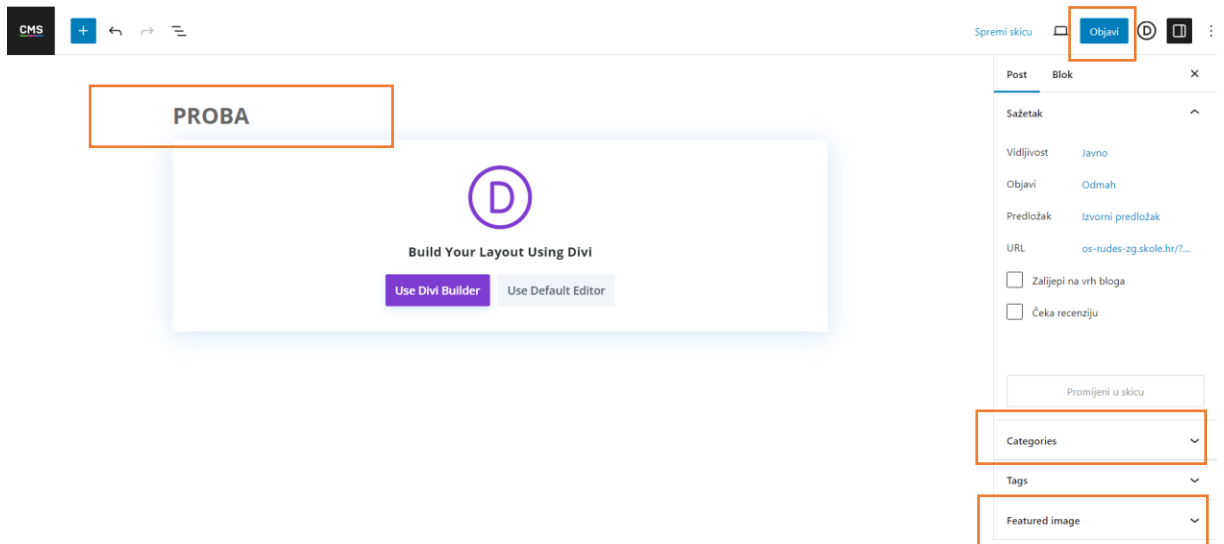 CMS
Spremi skicu
Objavi
D
Post Blok
PROBA
Sažetak
Vidljivost Javno
Objavi Odmah
Predložak Izvorni predložak
URL os-rudes-zg.skole.hr/?...
Zalijepi na vrh bloga
Čeka recenziju
D
Build Your Layout Using Divi
Use Divi Builder Use Default Editor
Promijeni u skicu
Categories
Tags
Featured image